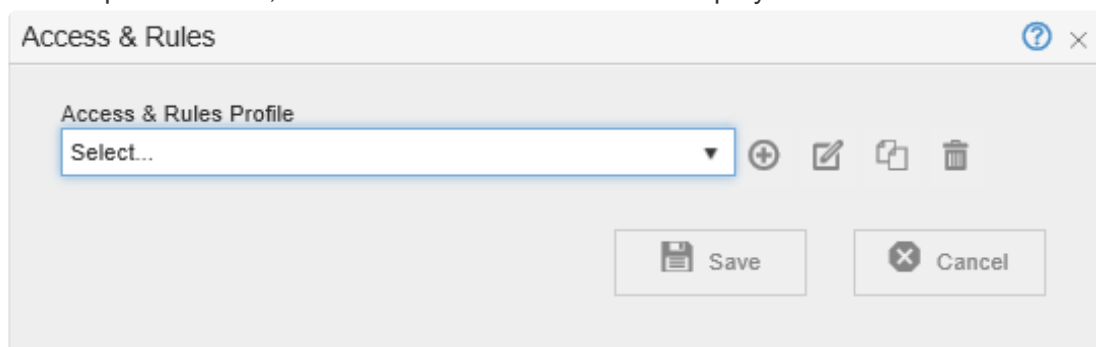 Access & Rules
Access & Rules Profile
Select...
Save
Cancel